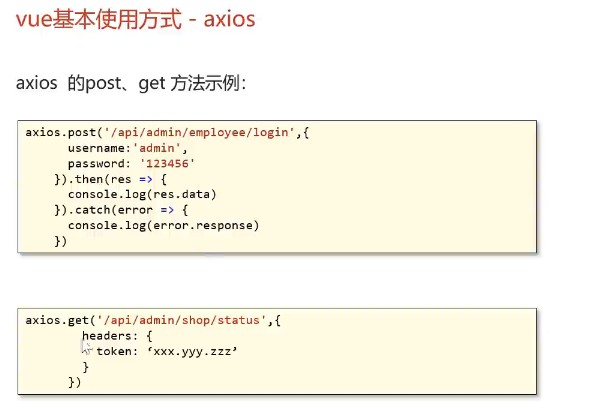 vue基本使用方式 - axios
axios 的post、get 方法示例：
axios.post('/api/admin/employee/login',{
username:'admin',
password: '123456'
}).then(res => {
console.log(res.data)
}).catch(error => {
console.log(error.response)
})
axios.get('/api/admin/shop/status',{
headers: {
token: ‘xxx.yyy.zzz’
}
})